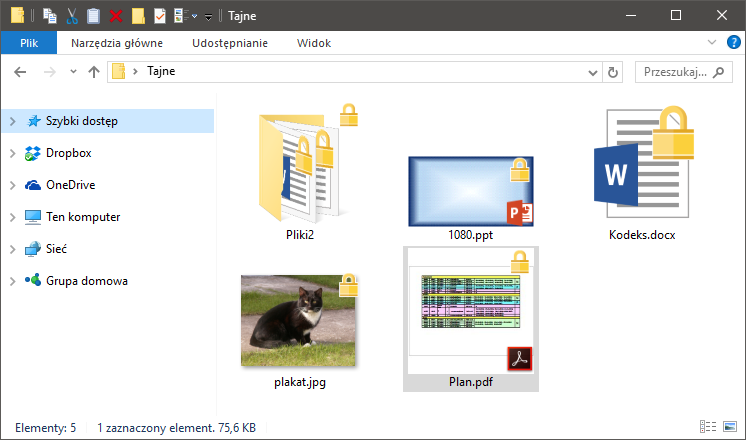 Tajne
Plik Narzędzia główne Udostępnianie Widok
Tajne Przeszukaj...
Szybki dostęp
Dropbox
OneDrive
Ten komputer
Sieć
Grupa domowa
Pliki2 1080.ppt Kodeks.docx
plakat.jpg Plan.pdf
Elementy: 5 1 zaznaczony element. 75,6 KB